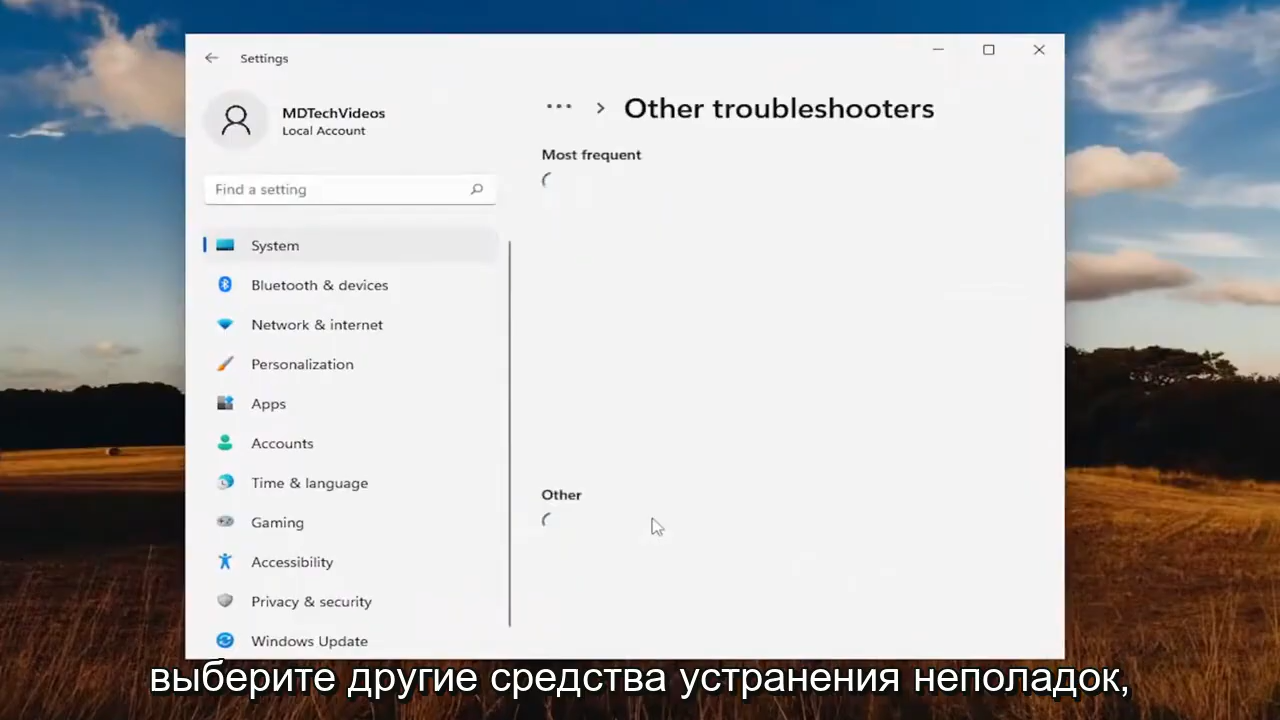 Settings
MDTechVideos
Local Account
Find a setting
System
Bluetooth & devices
Network & internet
Personalization
Apps
Accounts
Time & language
Gaming
Accessibility
Privacy & security
Windows Update
Other troubleshooters
Most frequent
Other
выберите другие средства устранения неполадок,